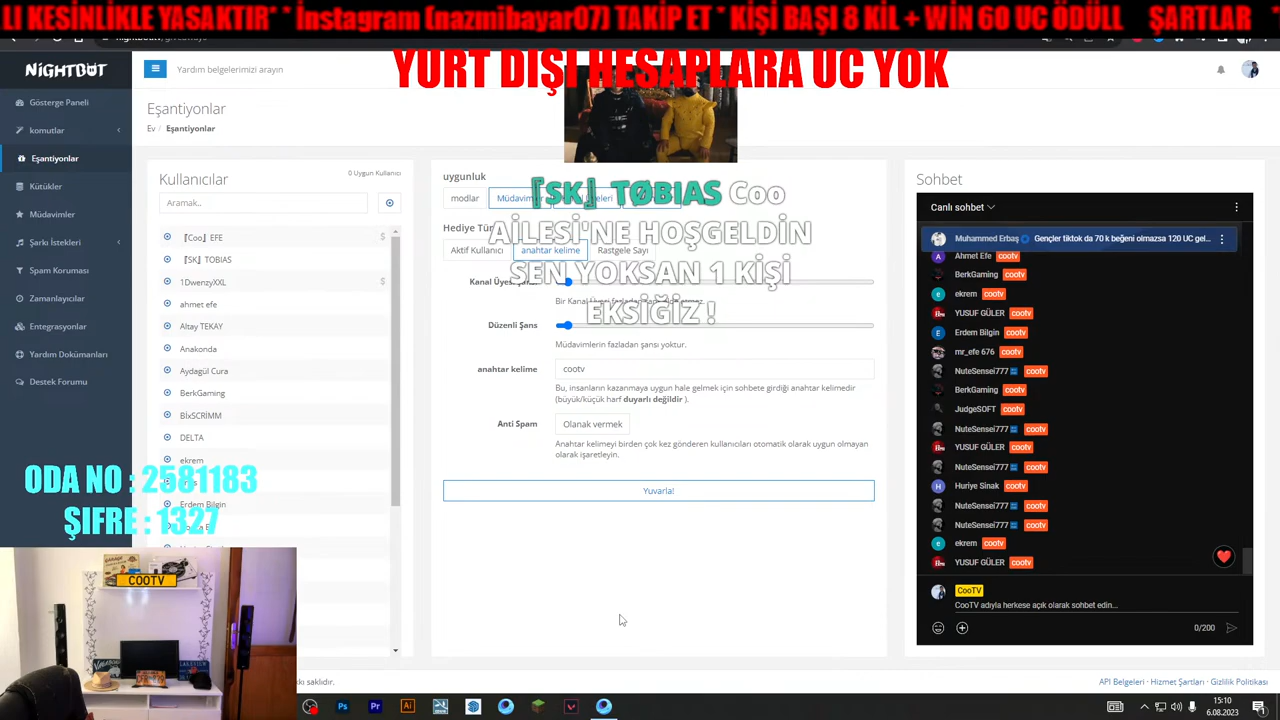 LI KESİNLİKLE YASAKTIR* * İnstagram (nazmibayar07) TAKİP ET * KİŞİ BAŞI 6 KİL + WİN 60 UC ÖDÜLL ŞARTLAR
YURT DIŞI HESAPLARA UC YOK
NiGHTBOT
Yardım belgelerimizi arayın
Gösterge Paneli
komutlar
Eşantiyonlar
Kütükler
Müdavimler
Şarkı İstekleri
Spam Koruması
Zamanlayıcılar
Entegrasyonlar
Yardım Dokümanları
Destek Forumu
Eşantiyonlar
Ev / Eşantiyonlar
Kullanıcılar
0 Uygun Kullanıcı
Aramak..
『Coo』EFE $
『SK』TOBIAS
1DwenzyXXL $
ahmet efe
Altay TEKAY
Anakonda
Aydagül Cura
BerkGaming
BİxSCRİMM
DELTA
ekrem
Erdem Bilgin
ODA NO : 2581183
ŞIFRE : 1327
COOTV
uygunluk
modlar
『SK』TØBIAS Coo
AİLESİ'NE HOŞGELDİN
SEN YOKSAN 1 KİŞİ
EKSİĞİZ !
Aktif Kullanıcı
anahtar kelime
Rastgele Sayı
Düzenli Şans
Müdavimlerin fazladan şansı yoktur.
anahtar kelime
cootv
Bu, insanların kazanmaya uygun hale gelmek için sohbete girdiği anahtar kelimedir
(büyük/küçük harf duyarlı değildir ).
Anti Spam
Olanak vermek
Anahtar kelimeyi birden çok kez gönderen kullanıcıları otomatik olarak uygun olmayan
olarak işaretleyin.
Yuvarla!
Sohbet
Canlı sohbet
Muhammed Erbaş Gençler tiktok da 70 k beğeni olmazsa 120 UC gel...
Ahmet Efe cootv
BerkGaming cootv
ekrem cootv
YUSUF GÜLER cootv
Erdem Bilgin cootv
mr_efe 676 cootv
NuteSensei777 cootv
BerkGaming cootv
JudgeSOFT cootv
NuteSensei777 cootv
YUSUF GÜLER cootv
NuteSensei777 cootv
Huriye Sinak cootv
NuteSensei777 cootv
NuteSensei777 cootv
ekrem cootv
YUSUF GÜLER cootv
CooTV
CooTV adıyla herkese açık olarak sohbet edin...
0/200
saklıdır.
API Belgeleri · Hizmet Şartları · Gizlilik Politikası
15:10
6.08.2023